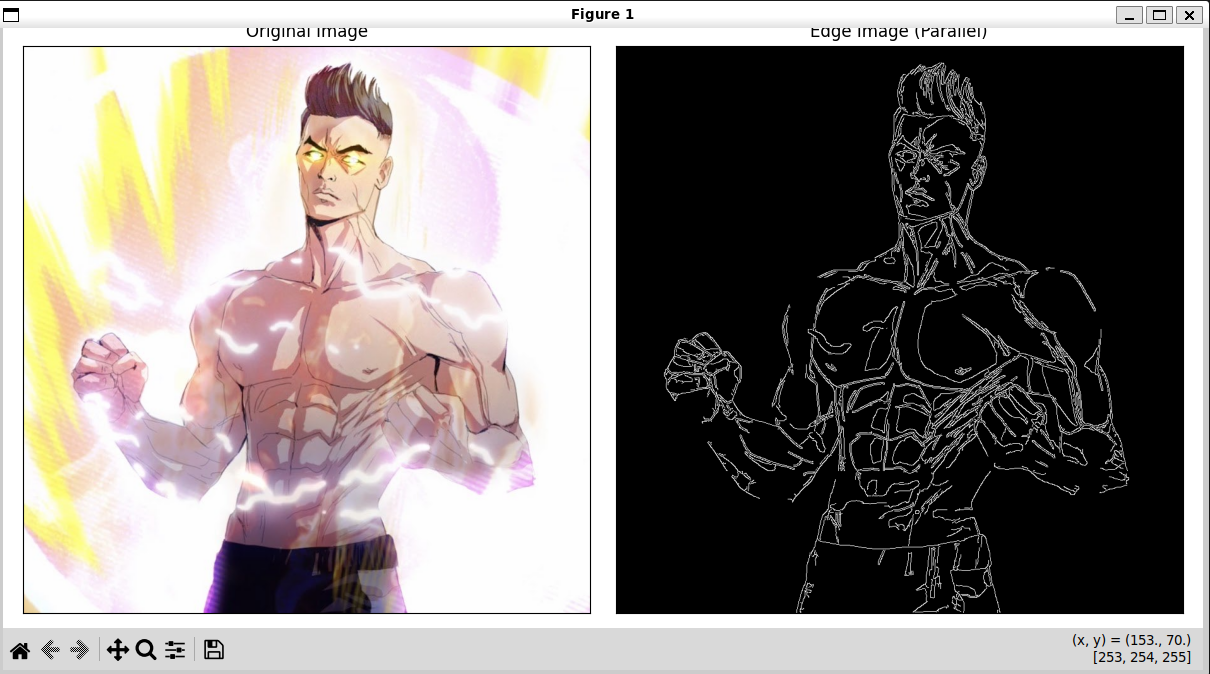 Figure 1
Original Image
Edge Image (Parallel)
(x, y) = (153., 70.)
[253, 254, 255]